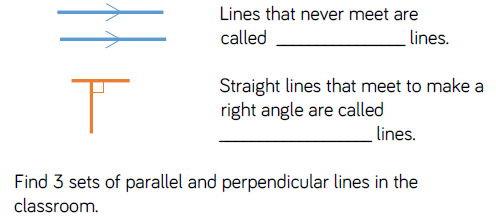 Lines that never meet are
called ______________ lines.
Straight lines that meet to make a
right angle are called
________________ lines.
Find 3 sets of parallel and perpendicular lines in the
classroom.